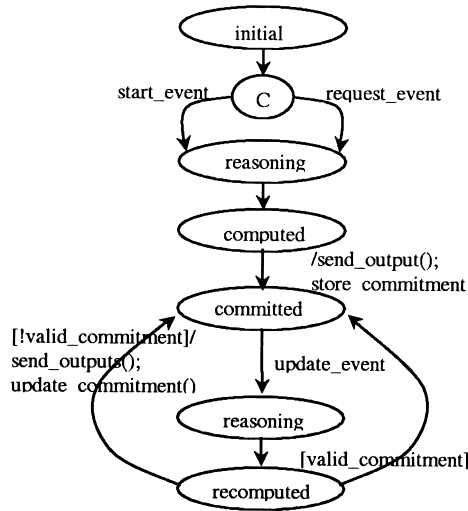 initial
start_event
C
request_event
reasoning
computed
/send_output();
store commitment
committed
[!valid_commitment]/
send_outputs();
update commitment()
update_event
reasoning
[valid_commitment]
recomputed